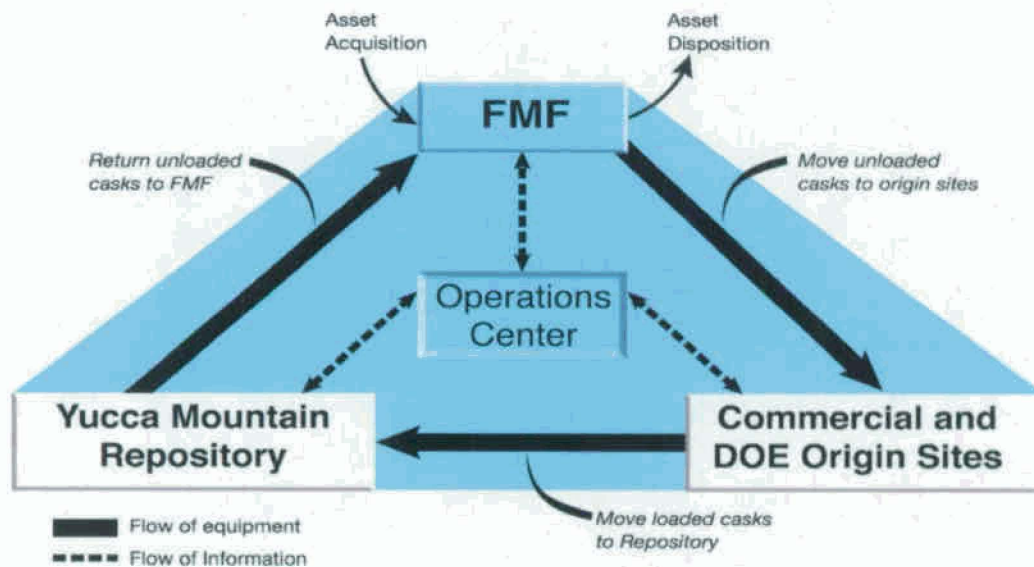 Asset
Acquisition
Asset
Disposition
FMF
Return unloaded
casks to FMF
Move unloaded
casks to origin sites
Operations
Center
Yucca Mountain
Repository
Commercial and
DOE Origin Sites
Move loaded casks
to Repository
Flow of equipment
Flow of Information